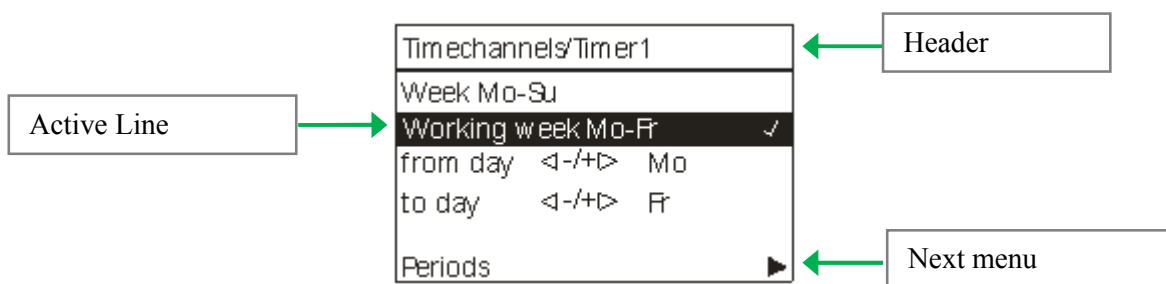 Timechannels/Timer1
Header
Week Mo-Su
Active Line
Working week Mo-Fr ✓
from day ◁-/+▷ Mo
to day ◁-/+▷ Fr
Periods ▶
Next menu